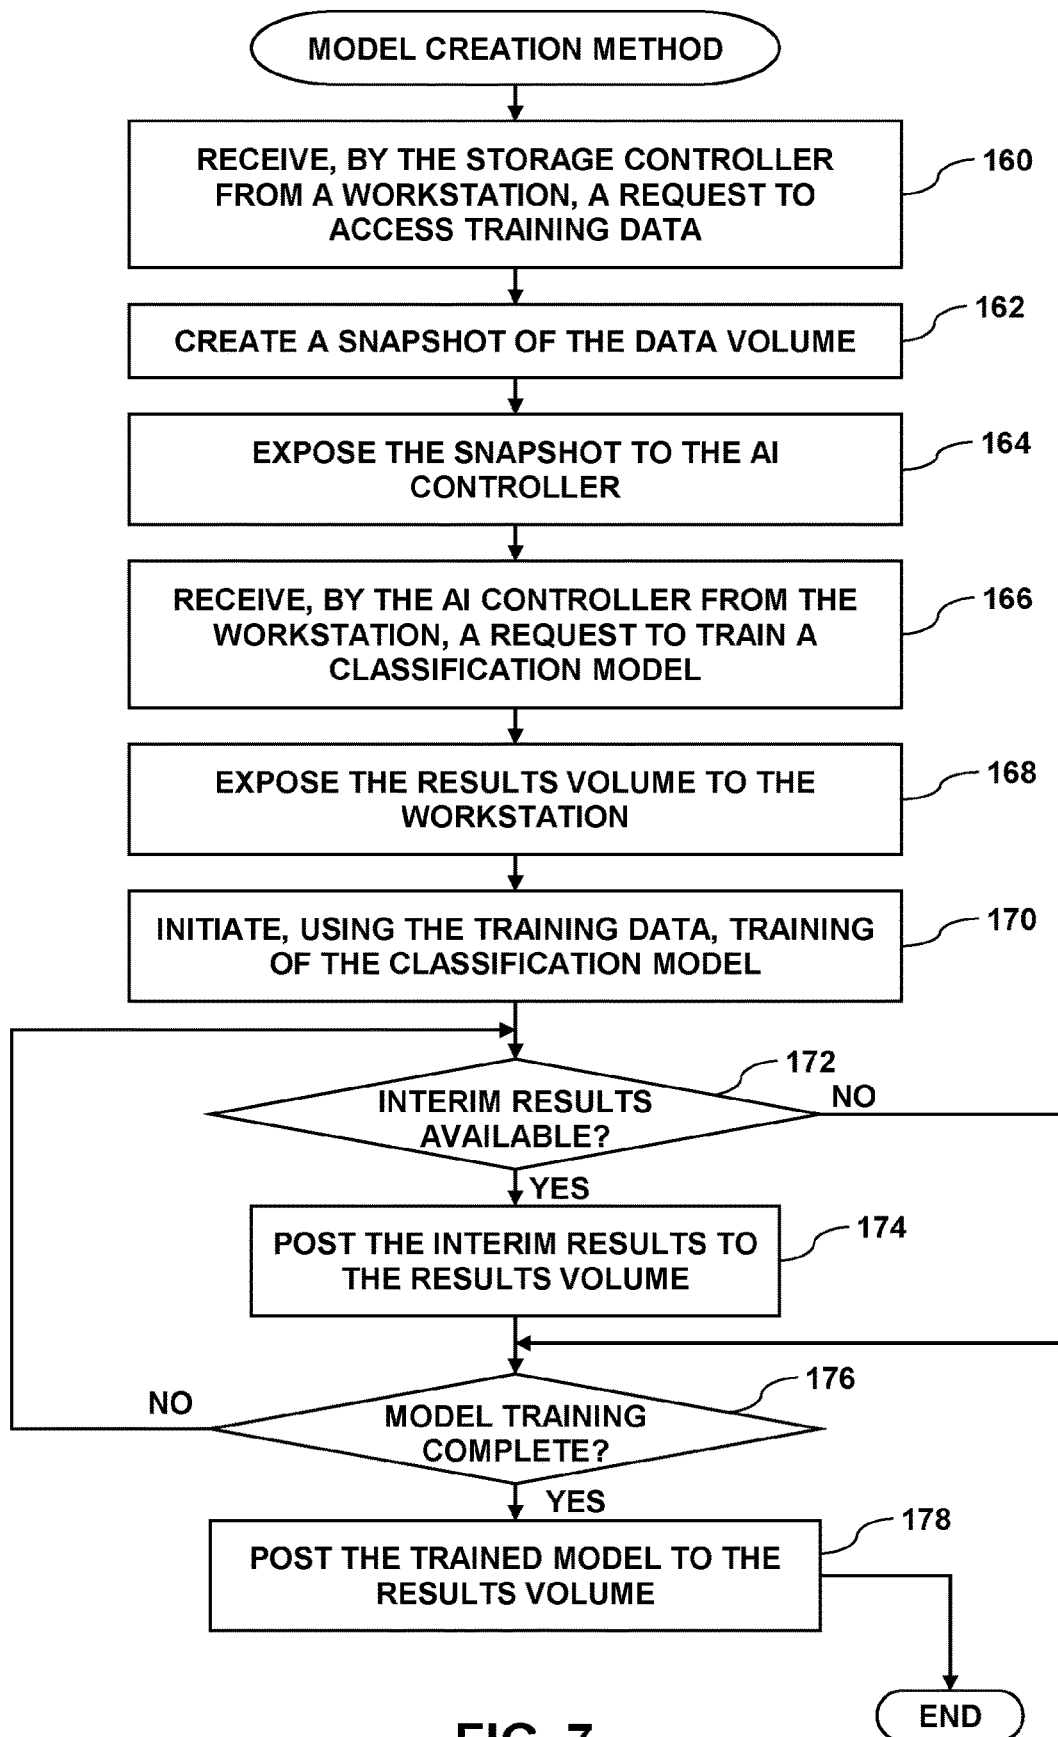 MODEL CREATION METHOD
RECEIVE, BY THE STORAGE CONTROLLER
FROM A WORKSTATION, A REQUEST TO
ACCESS TRAINING DATA
160
CREATE A SNAPSHOT OF THE DATA VOLUME
162
EXPOSE THE SNAPSHOT TO THE AI
CONTROLLER
164
RECEIVE, BY THE AI CONTROLLER FROM THE
WORKSTATION, A REQUEST TO TRAIN A
CLASSIFICATION MODEL
166
EXPOSE THE RESULTS VOLUME TO THE
WORKSTATION
168
INITIATE, USING THE TRAINING DATA, TRAINING
OF THE CLASSIFICATION MODEL
170
INTERIM RESULTS
AVAILABLE?
172
NO
YES
POST THE INTERIM RESULTS TO
THE RESULTS VOLUME
174
MODEL TRAINING
COMPLETE?
176
NO
YES
POST THE TRAINED MODEL TO THE
RESULTS VOLUME
178
END
FIG. 7